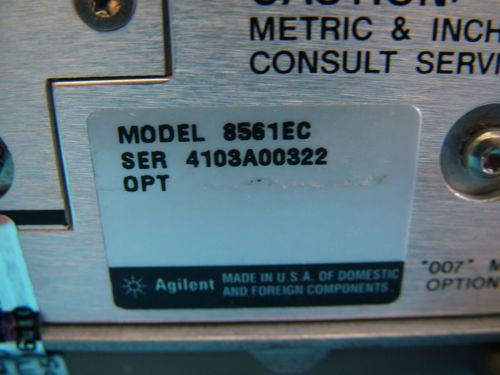 CAUTION:
METRIC & INCH
CONSULT SERVI
MODEL 8561EC
SER 4103A00322
OPT
Agilent
MADE IN U.S.A. OF DOMESTIC
AND FOREIGN COMPONENTS
"007" M
OPTION